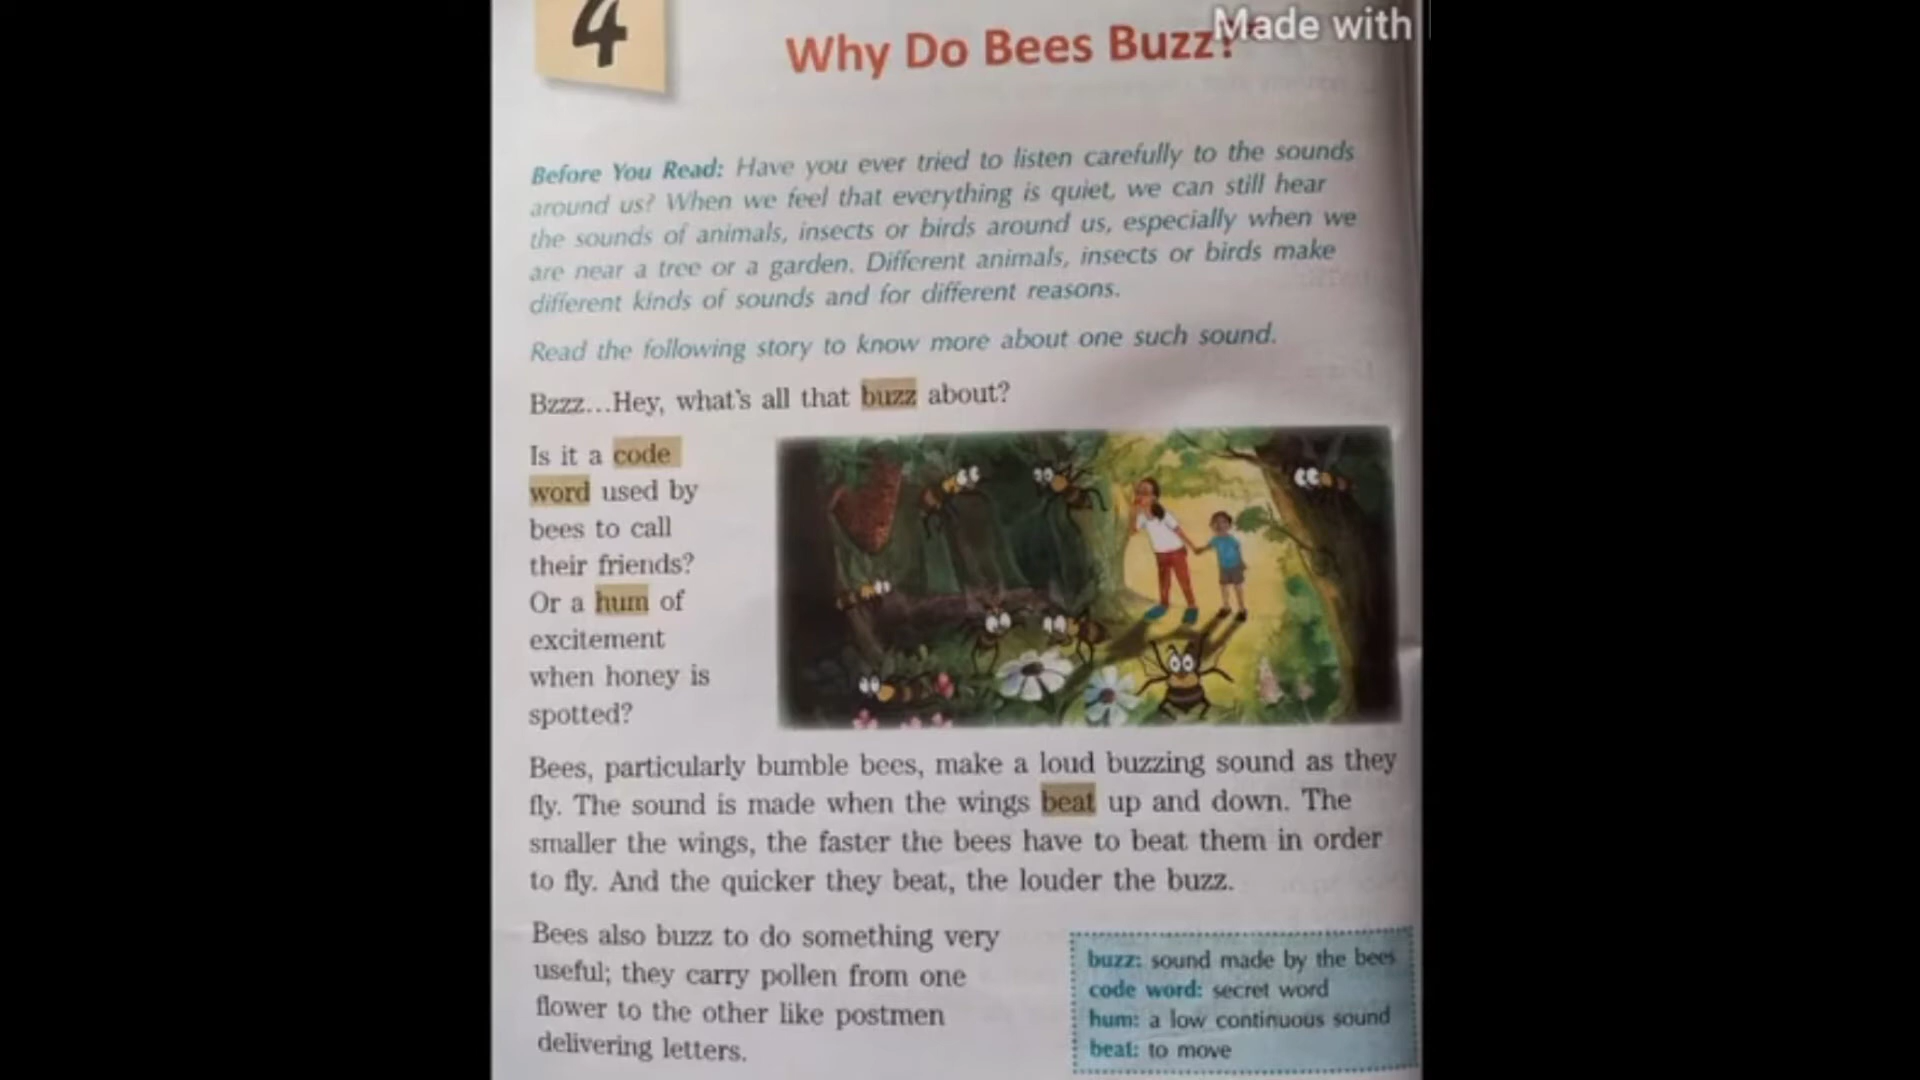 4
Why Do Bees Buzz?
Made with
Before You Read: Have you ever tried to listen carefully to the sounds
around us? When we feel that everything is quiet, we can still hear
the sounds of animals, insects or birds around us, especially when we
are near a tree or a garden. Different animals, insects or birds make
different kinds of sounds and for different reasons.
Read the following story to know more about one such sound.
Bzzz...Hey, what's all that buzz about?
Is it a code
word used by
bees to call
their friends?
Or a hum of
excitement
when honey is
spotted?
Bees, particularly bumble bees, make a loud buzzing sound as they
fly. The sound is made when the wings beat up and down. The
smaller the wings, the faster the bees have to beat them in order
to fly. And the quicker they beat, the louder the buzz.
Bees also buzz to do something very
useful; they carry pollen from one
flower to the other like postmen
delivering letters.
buzz: sound made by the bees
code word: secret word
hum: a low continuous sound
beat: to move